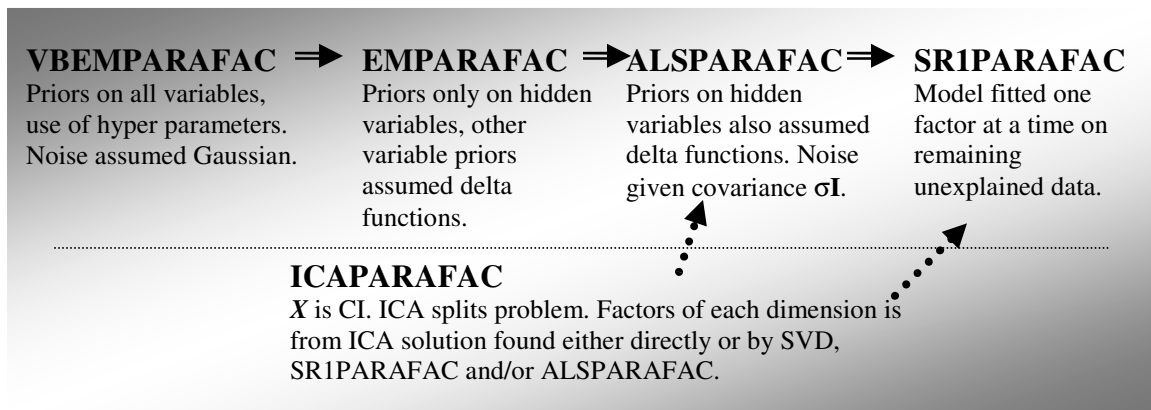 VBEMPARAFAC ⇒ EMPARAFAC ⇒ ALSPARAFAC ⇒ SR1PARAFAC
Priors on all variables,
use of hyper parameters.
Noise assumed Gaussian.
Priors only on hidden
variables, other
variable priors
assumed delta
functions.
Priors on hidden
variables also assumed
delta functions. Noise
given covariance σI.
Model fitted one
factor at a time on
remaining
unexplained data.
ICAPARAFAC
X is CI. ICA splits problem. Factors of each dimension is
from ICA solution found either directly or by SVD,
SR1PARAFAC and/or ALSPARAFAC.